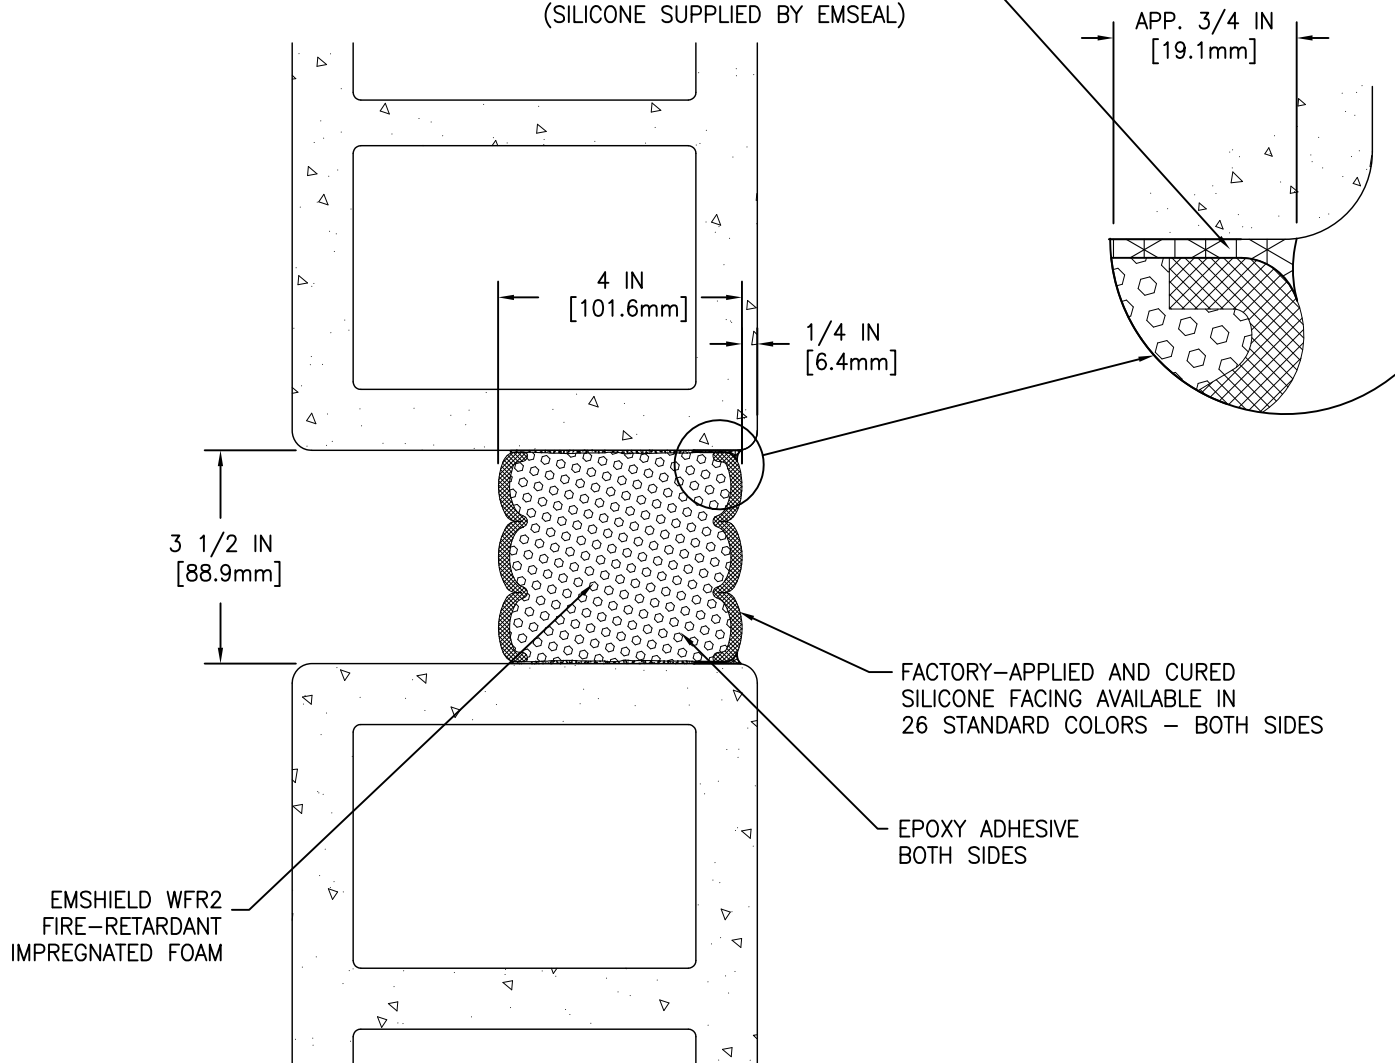 (SILICONE SUPPLIED BY EMSEAL)
APP. 3/4 IN
[19.1mm]
4 IN
[101.6mm]
1/4 IN
[6.4mm]
3 1/2 IN
[88.9mm]
FACTORY-APPLIED AND CURED
SILICONE FACING AVAILABLE IN
26 STANDARD COLORS - BOTH SIDES
EPOXY ADHESIVE
BOTH SIDES
EMSHIELD WFR2
FIRE-RETARDANT
IMPREGNATED FOAM